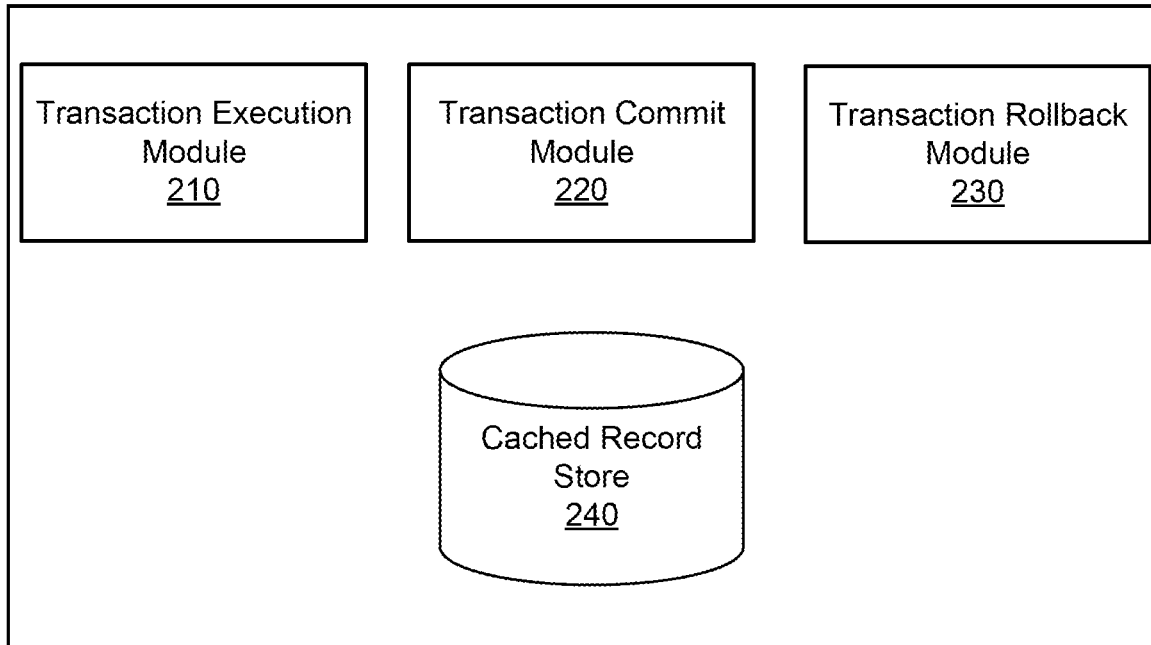 Transaction Execution
Module
210
Transaction Commit
Module
220
Transaction Rollback
Module
230
Cached Record
Store
240